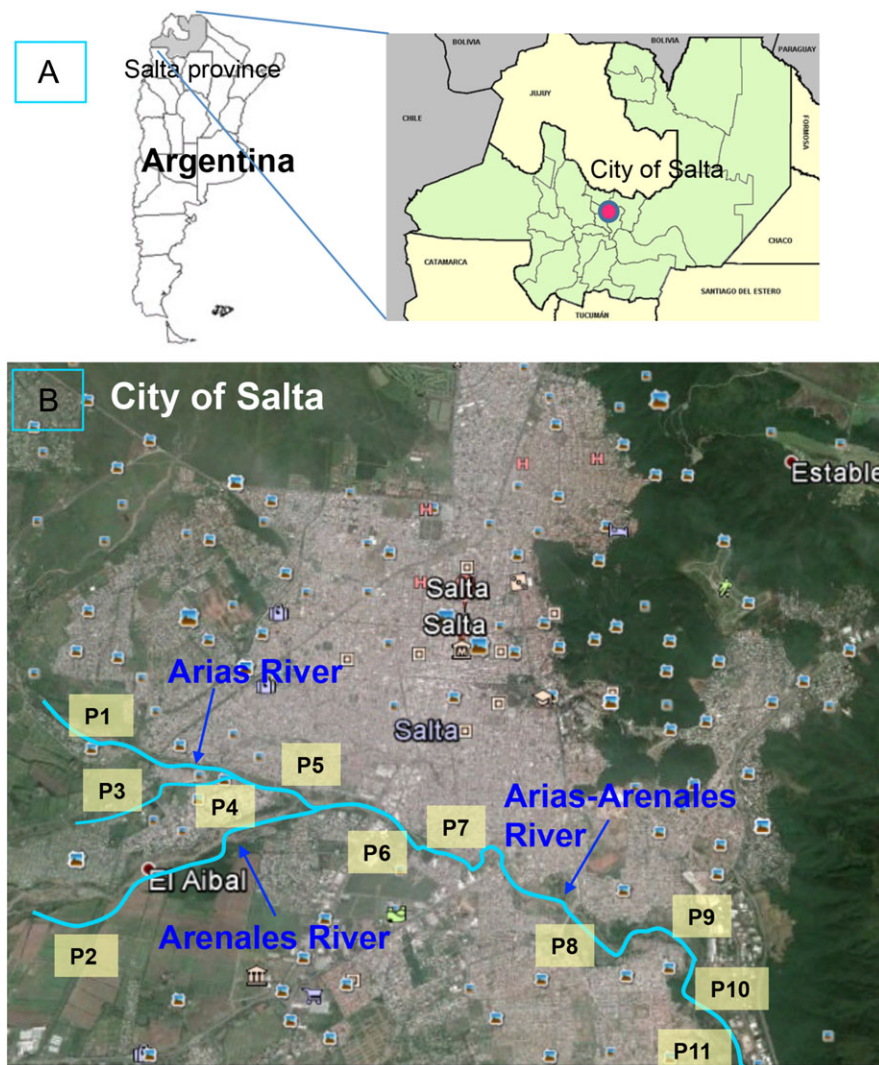 A
Salta province
Argentina
BOLIVIA
BOLIVIA
PARAGUAY
JUJUY
CHILE
FORMOSA
City of Salta
CHACO
CATAMARCA
SANTIAGO DEL ESTERO
TUCUMÁN
B
City of Salta
Estable
H
H
H
H
Salta
Salta
M
Arias River
P1
Salta
P5
P3
Arias-Arenales
River
P4
P7
P6
El Aibal
P9
Arenales River
P8
P2
P10
P11